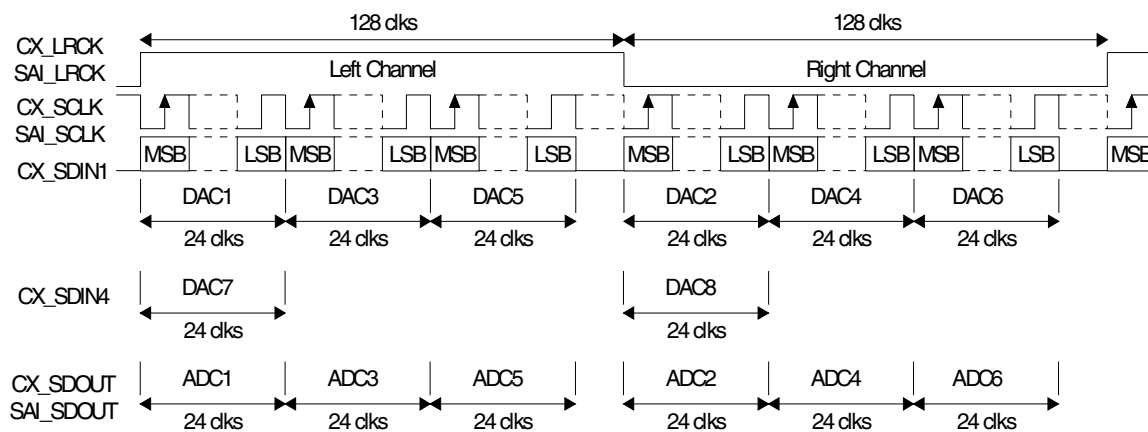 128 clks 128 clks
CX_LRCK
SAI_LRCK
Left Channel Right Channel
CX_SCLK
SAI_SCLK
MSB LSB MSB LSB MSB LSB MSB LSB MSB LSB MSB LSB MSB
CX_SDIN1
DAC1 DAC3 DAC5 DAC2 DAC4 DAC6
24 clks 24 clks 24 clks 24 clks 24 clks 24 clks
DAC7 DAC8
CX_SDIN4
24 clks 24 clks
ADC1 ADC3 ADC5 ADC2 ADC4 ADC6
CX_SDOUT
SAI_SDOUT
24 clks 24 clks 24 clks 24 clks 24 clks 24 clks